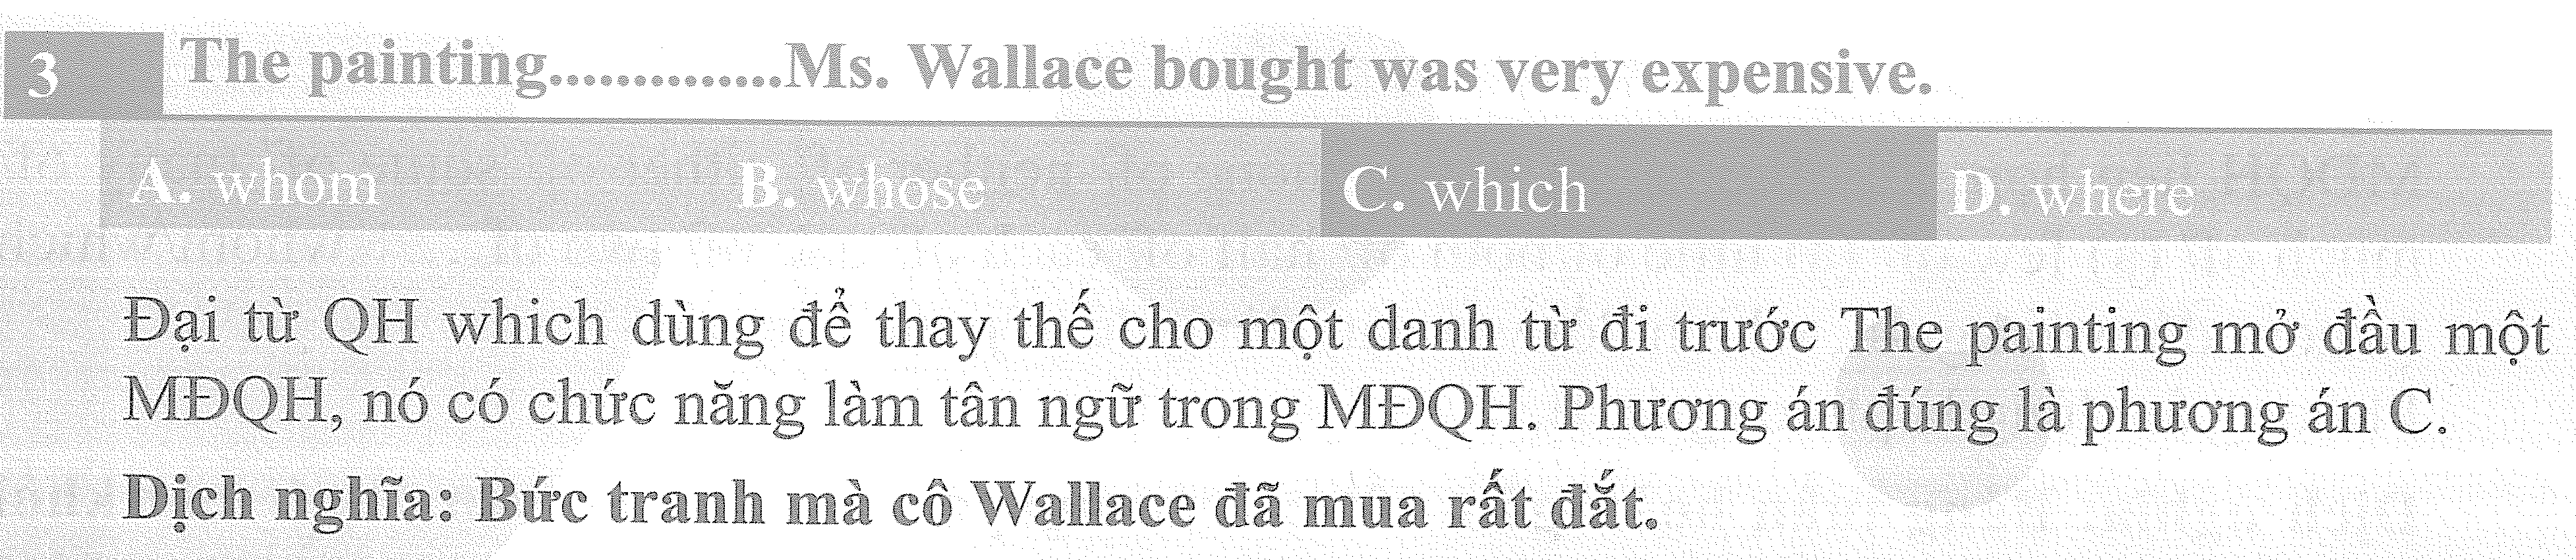 3 The painting..............Ms. Wallace bought was very expensive.
A. whom B. whose C. which D. where
Đại từ QH which dùng để thay thế cho một danh từ đi trước The painting mở đầu một
MĐQH, nó có chức năng làm tân ngữ trong MĐQH. Phương án đúng là phương án C.
Dịch nghĩa: Bức tranh mà cô Wallace đã mua rất đắt.